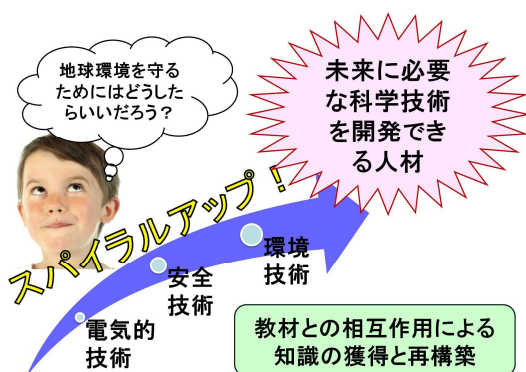 地球環境を守る
ためにはどうした
らいいだろう？
未来に必要
な科学技術
を開発でき
る人材
スパイラルアップ！
環境
技術
安全
技術
電気的
技術
教材との相互作用による
知識の獲得と再構築